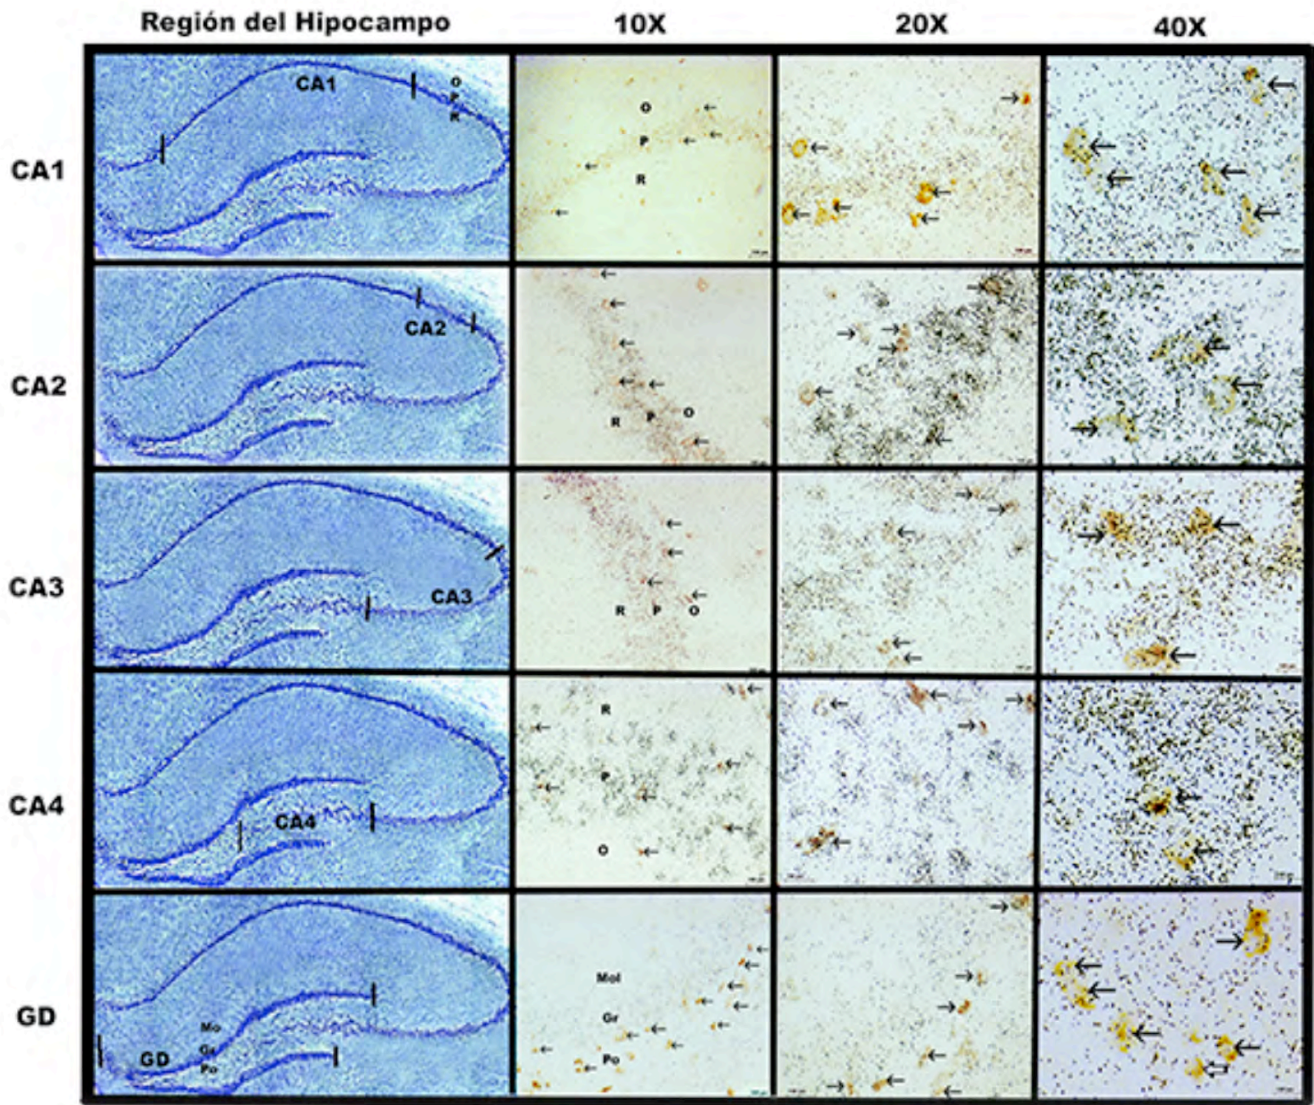 Región del Hipocampo 10X 20X 40X
CA1
CA1
O
P
R
O
P
R
CA2
CA2
O
P
R
CA3
CA3
R P O
CA4
CA4
R
P
O
GD
Mo
Gr
GD Po
Mol
Gr
Po